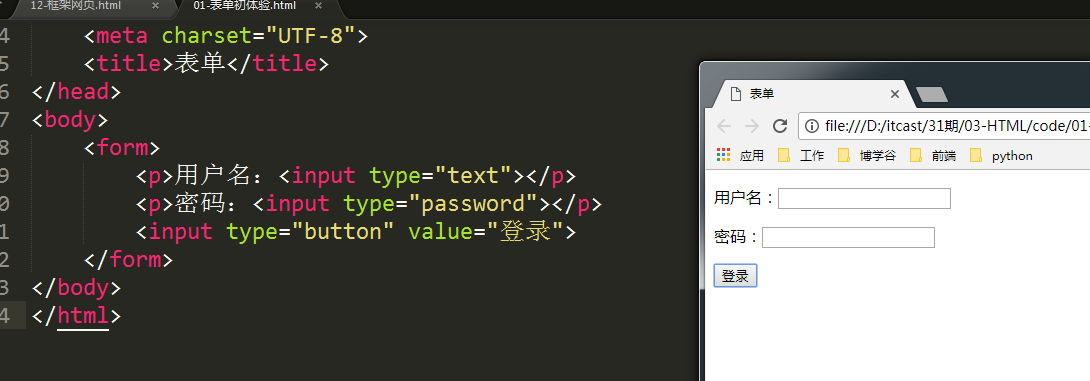 12-框架网页.html × 01-表单初体验.html ×
4 <meta charset="UTF-8">
5 <title>表单</title>
6 </head>
7 <body>
8 <form>
9 <p>用户名：<input type="text"></p>
0 <p>密码：<input type="password"></p>
1 <input type="button" value="登录">
2 </form>
3 </body>
4 </html>
表单 ×
file:///D:/itcast/31期/03-HTML/code/01-
应用 工作 博学谷 前端 python
用户名：
密码：
登录